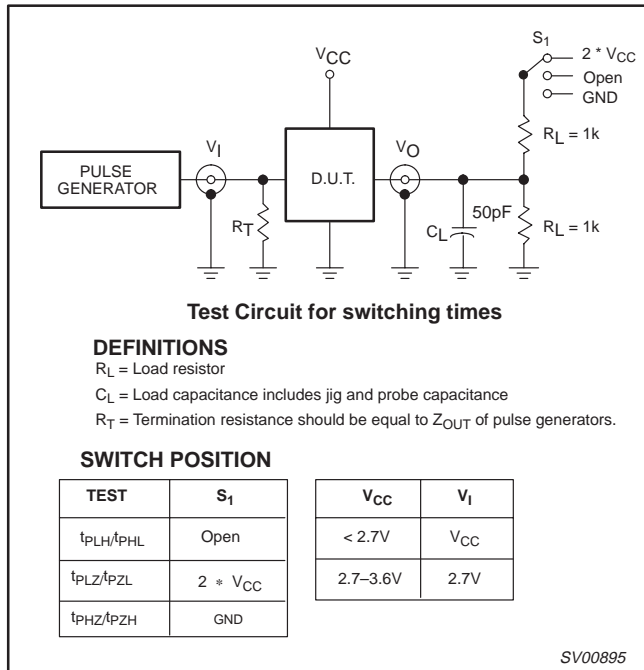 S1
2 * VCC
Open
GND
VCC
RL = 1k
VI
VO
PULSE
GENERATOR
D.U.T.
RT
50pF
CL
RL = 1k
Test Circuit for switching times
DEFINITIONS
RL = Load resistor
CL = Load capacitance includes jig and probe capacitance
RT = Termination resistance should be equal to ZOUT of pulse generators.
SWITCH POSITION
TEST S1
tPLH/tPHL Open
tPLZ/tPZL 2 * VCC
tPHZ/tPZH GND
VCC VI
< 2.7V VCC
2.7–3.6V 2.7V
SV00895